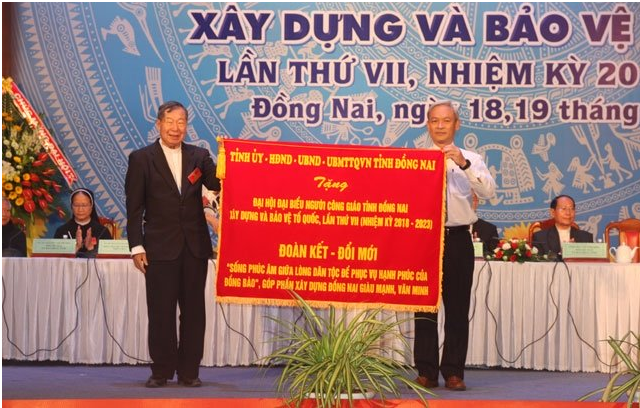 XÂY DỰNG VÀ BẢO VỆ
LẦN THỨ VII, NHIỆM KỲ 20
Đồng Nai, ngày 18,19 tháng
TỈNH ỦY - HĐND - UBND - UBMTTQVN TỈNH ĐỒNG NAI
Tặng
ĐẠI HỘI ĐẠI BIỂU NGƯỜI CÔNG GIÁO TỈNH ĐỒNG NAI
XÂY DỰNG VÀ BẢO VỆ TỔ QUỐC, LẦN THỨ VII (NHIỆM KỲ 2018 - 2023)
ĐOÀN KẾT - ĐỔI MỚI
"SỐNG PHÚC ÂM GIỮA LÒNG DÂN TỘC ĐỂ PHỤC VỤ HẠNH PHÚC CỦA
ĐỒNG BÀO", GÓP PHẦN XÂY DỰNG ĐỒNG NAI GIÀU MẠNH, VĂN MINH